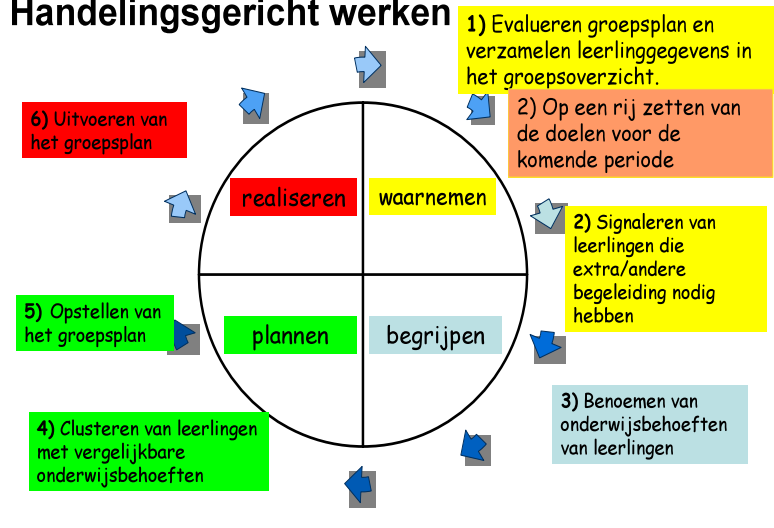 Handelingsgericht werken
1) Evalueren groepsplan en
verzamelen leerlinggegevens in
het groepsoverzicht.
2) Op een rij zetten van
de doelen voor de
komende periode
2) Signaleren van
leerlingen die
extra/andere
begeleiding nodig
hebben
3) Benoemen van
onderwijsbehoeften
van leerlingen
4) Clusteren van leerlingen
met vergelijkbare
onderwijsbehoeften
5) Opstellen van
het groepsplan
6) Uitvoeren van
het groepsplan
realiseren
waarnemen
plannen
begrijpen